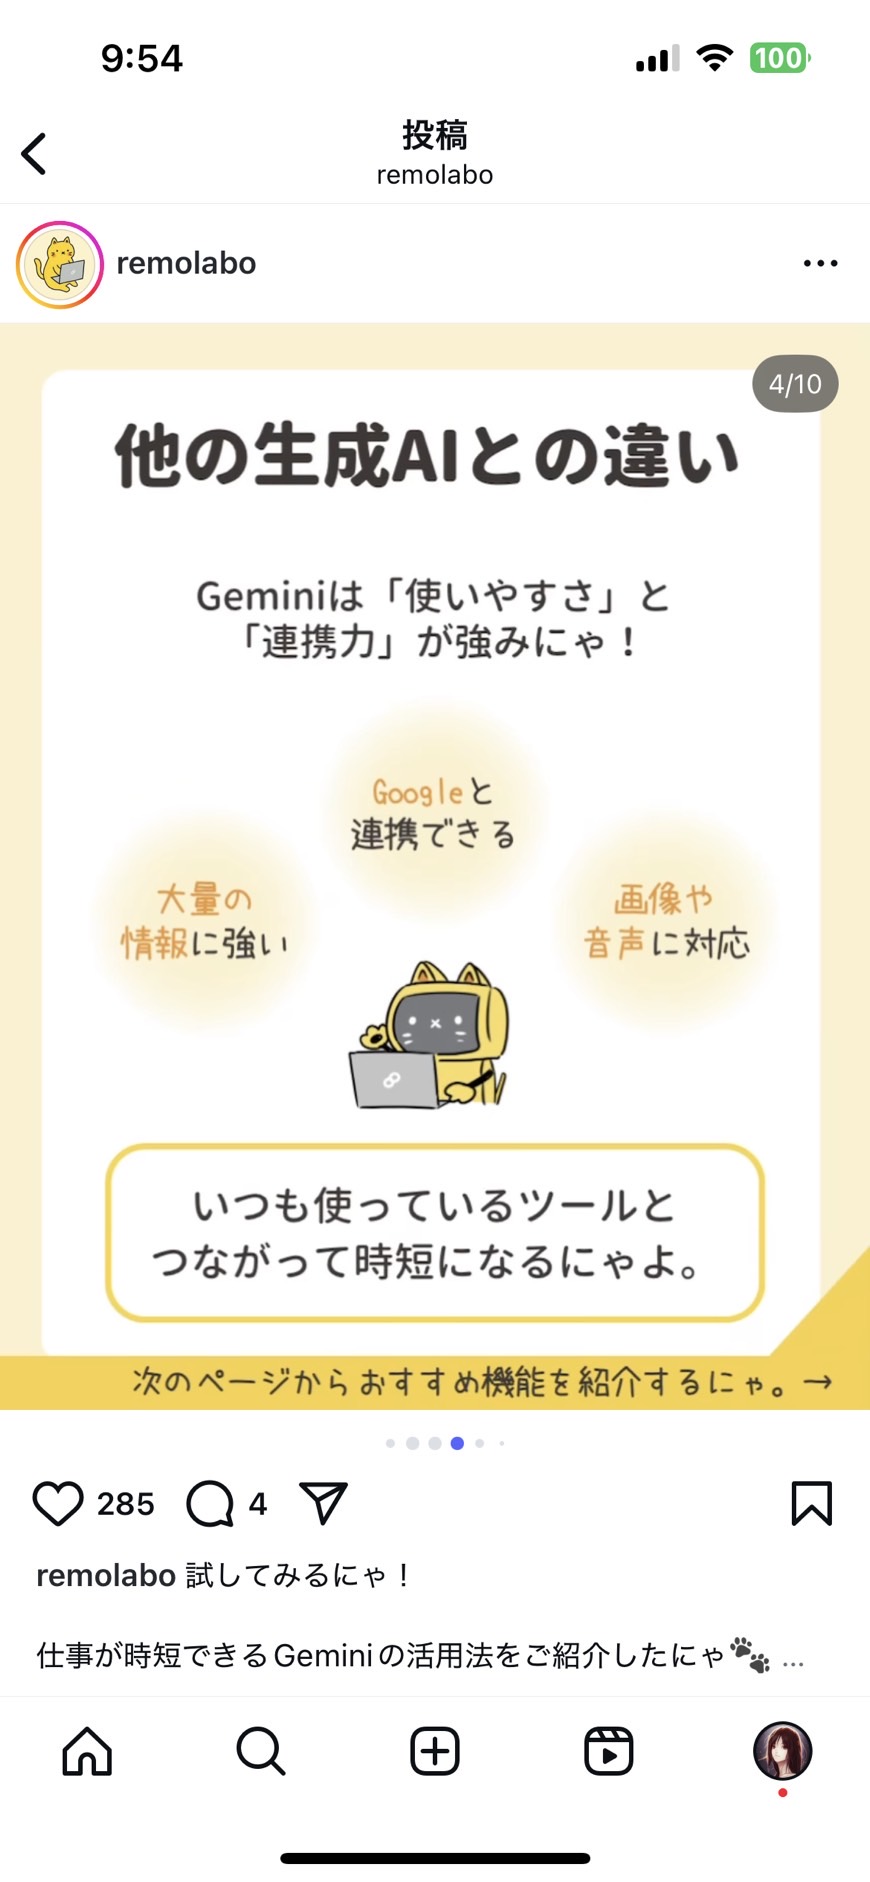 9:54
100
投稿
remolabo
remolabo
4/10
他の生成AIとの違い
Geminiは「使いやすさ」と
「連携力」が強みにゃ！
Googleと
連携できる
大量の
情報に強い
画像や
音声に対応
いつも使っているツールと
つながって時短になるにゃよ。
次のページからおすすめ機能を紹介するにゃ。→
285
4
remolabo 試してみるにゃ！
仕事が時短できるGeminiの活用法をご紹介したにゃ🐾 ...